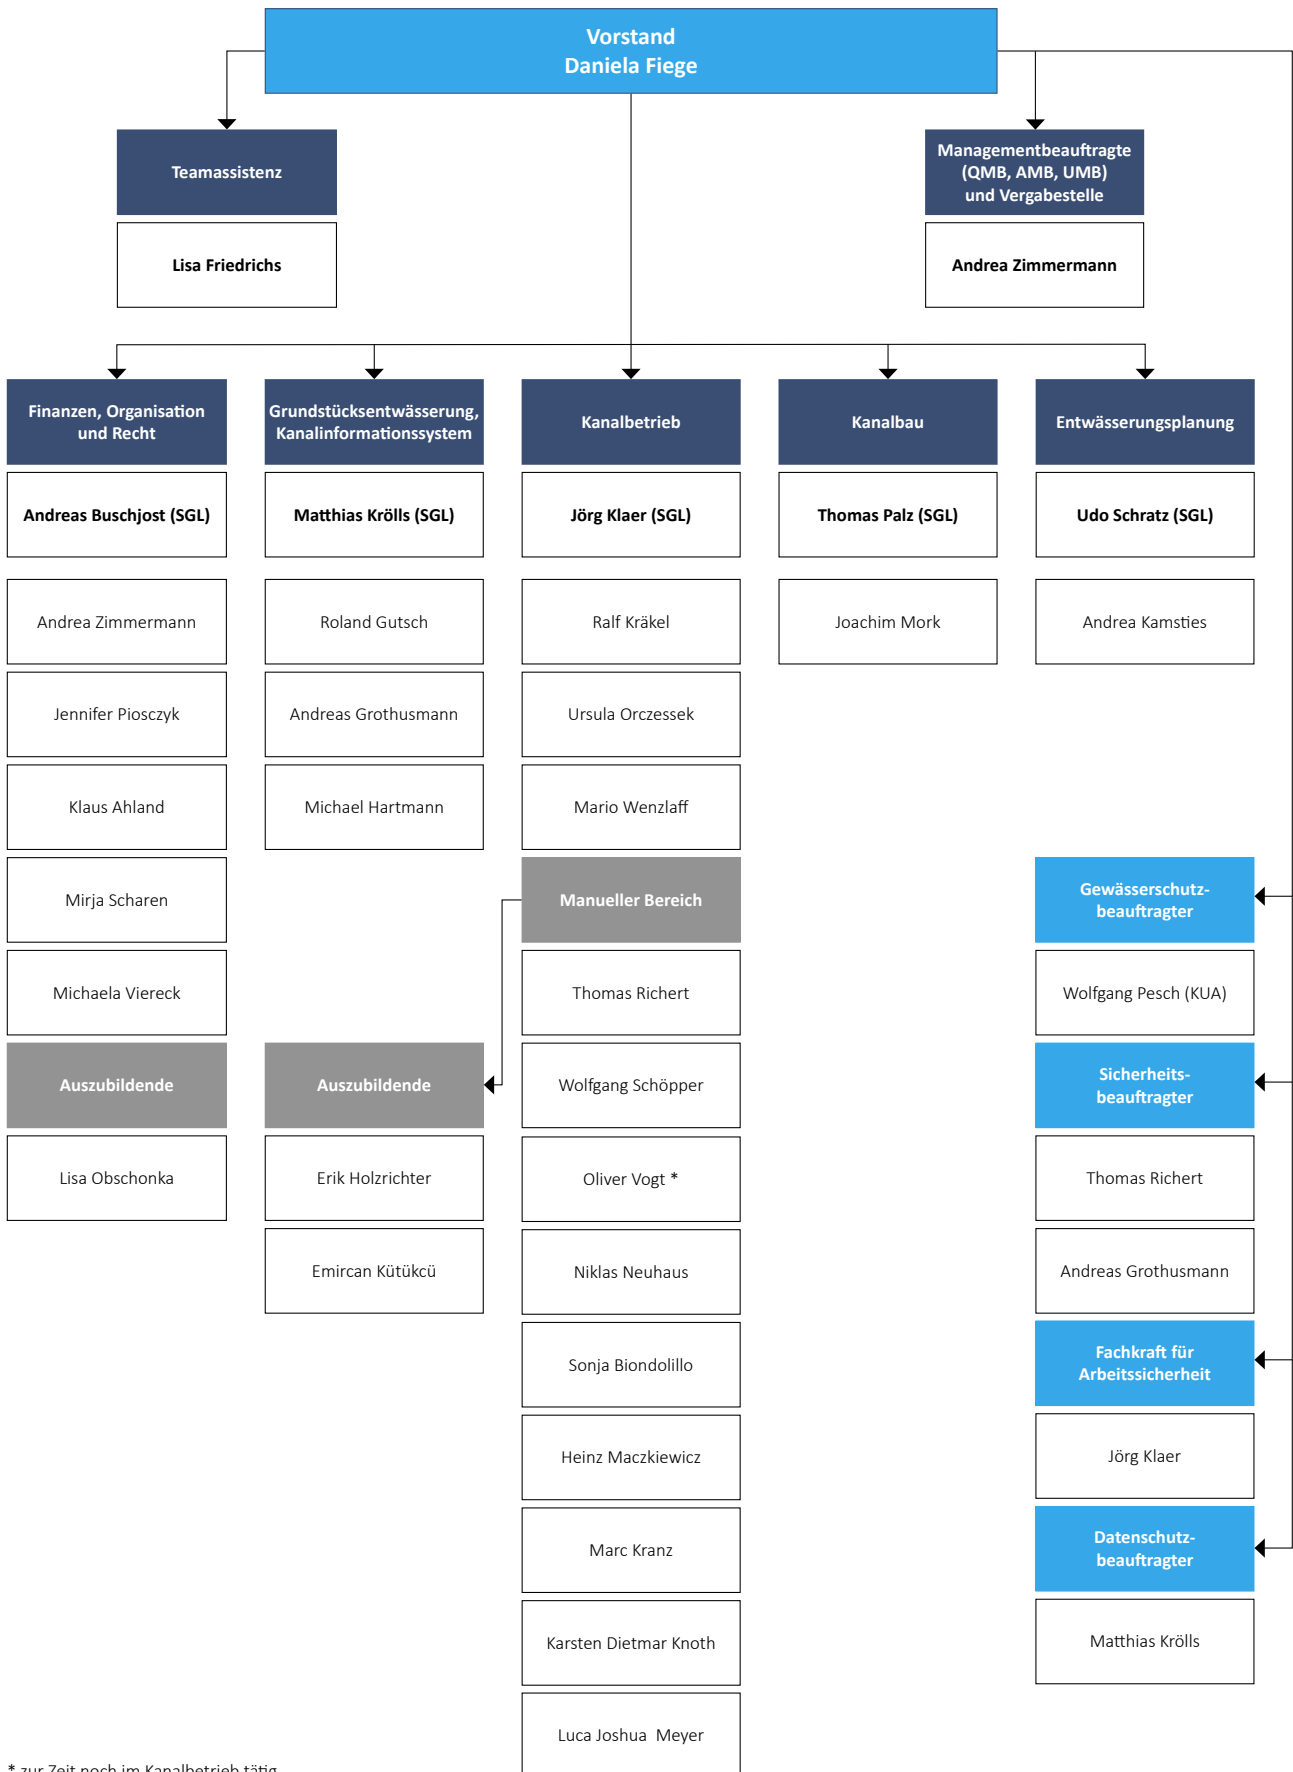 Vorstand
Daniela Fiege
Teamassistenz
Lisa Friedrichs
Managementbeauftragte
(QMB, AMB, UMB)
und Vergabestelle
Andrea Zimmermann
Finanzen, Organisation
und Recht
Andreas Buschjost (SGL)
Andrea Zimmermann
Jennifer Piosczyk
Klaus Ahland
Mirja Scharen
Michaela Viereck
Auszubildende
Lisa Obschonka
Grundstücksentwässerung,
Kanalinformationssystem
Matthias Krölls (SGL)
Roland Gutsch
Andreas Grothusmann
Michael Hartmann
Auszubildende
Erik Holzrichter
Emircan Kütükcü
Kanalbetrieb
Jörg Klaer (SGL)
Ralf Kräkel
Ursula Orczessek
Mario Wenzlaff
Manueller Bereich
Thomas Richert
Wolfgang Schöpper
Oliver Vogt *
Niklas Neuhaus
Sonja Biondolillo
Heinz Maczkiewicz
Marc Kranz
Karsten Dietmar Knoth
Luca Joshua Meyer
Kanalbau
Thomas Palz (SGL)
Joachim Mork
Entwässerungsplanung
Udo Schratz (SGL)
Andrea Kamsties
Gewässerschutz-
beauftragter
Wolfgang Pesch (KUA)
Sicherheits-
beauftragter
Thomas Richert
Andreas Grothusmann
Fachkraft für
Arbeitssicherheit
Jörg Klaer
Datenschutz-
beauftragter
Matthias Krölls
* zur Zeit noch im Kanalbetrieb tätig